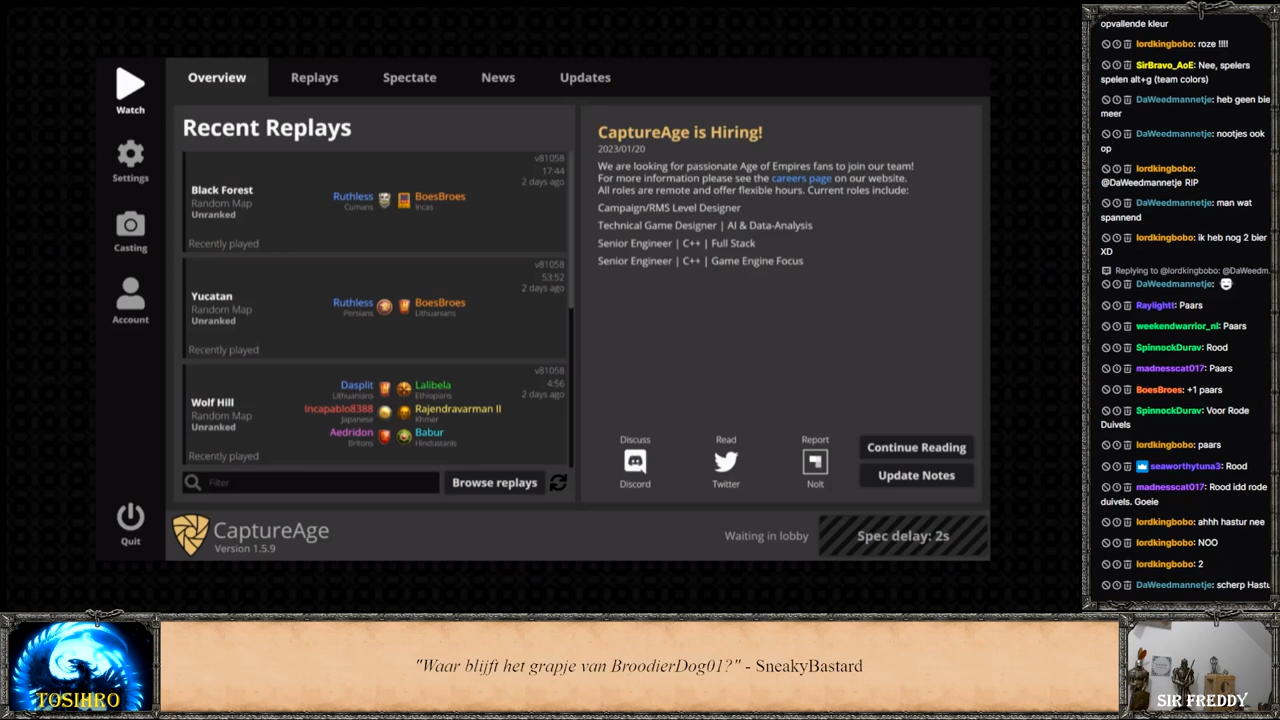 Watch
Settings
Casting
Account
Quit
Overview
Replays
Spectate
News
Updates
Recent Replays
Black Forest
Random Map
Unranked
Recently played
Ruthless
Cumans
BoesBroes
Incas
v81058
17:44
2 days ago
Yucatan
Random Map
Unranked
Recently played
Ruthless
Persians
BoesBroes
Lithuanians
v81058
53:52
2 days ago
Wolf Hill
Random Map
Unranked
Recently played
Dasplit
Lithuanians
Lalibela
Ethiopians
Incapablo8388
Japanese
Rajendravarman II
Khmer
Aedridon
Britons
Babur
Hindustanis
v81058
4:56
2 days ago
Filter
Browse replays
CaptureAge is Hiring!
2023/01/20
We are looking for passionate Age of Empires fans to join our team!
For more information please see the careers page on our website.
All roles are remote and offer flexible hours. Current roles include:
Campaign/RMS Level Designer
Technical Game Designer | AI & Data-Analysis
Senior Engineer | C++ | Full Stack
Senior Engineer | C++ | Game Engine Focus
Discuss
Discord
Read
Twitter
Report
Nolt
Continue Reading
Update Notes
CaptureAge
Version 1.5.9
Waiting in lobby
Spec delay: 2s
opvallende kleur
lordkingbobo: roze !!!!
SirBravo_AoE: Nee, spelers
spelen alt+g (team colors)
DaWeedmannetje: heb geen bie
meer
DaWeedmannetje: nootjes ook
op
lordkingbobo:
@DaWeedmannetje RIP
DaWeedmannetje: man wat
spannend
lordkingbobo: ik heb nog 2 bier
XD
Replying to @lordkingbobo: @DaWeedm
DaWeedmannetje:
Raylightt: Paars
weekendwarrior_nl: Paars
SpinnockDurav: Rood
madnesscat017: Paars
BoesBroes: +1 paars
SpinnockDurav: Voor Rode
Duivels
lordkingbobo: paars
seaworthytuna3: Rood
madnesscat017: Rood idd rode
duivels. Goeie
lordkingbobo: ahhh hastur nee
lordkingbobo: NOO
lordkingbobo: 2
DaWeedmannetje: scherp Hastu
TOSIHRO
"Waar blijft het grapje van BroodierDog01?" - SneakyBastard
SIR FREDDY